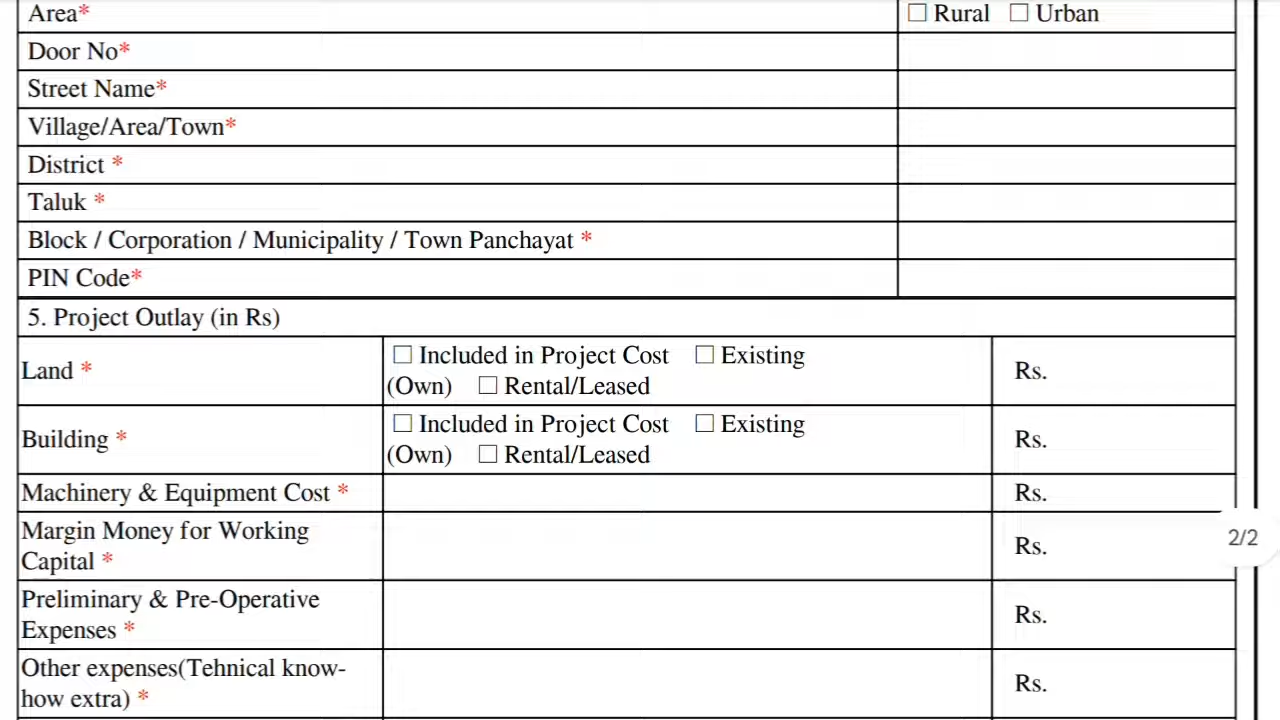 Area* ☐ Rural ☐ Urban
Door No*
Street Name*
Village/Area/Town*
District *
Taluk *
Block / Corporation / Municipality / Town Panchayat *
PIN Code*
5. Project Outlay (in Rs)
Land * ☐ Included in Project Cost ☐ Existing
(Own) ☐ Rental/Leased Rs.
Building * ☐ Included in Project Cost ☐ Existing
(Own) ☐ Rental/Leased Rs.
Machinery & Equipment Cost * Rs.
Margin Money for Working
Capital * Rs.
2/2
Preliminary & Pre-Operative
Expenses * Rs.
Other expenses(Tehnical know-
how extra) * Rs.